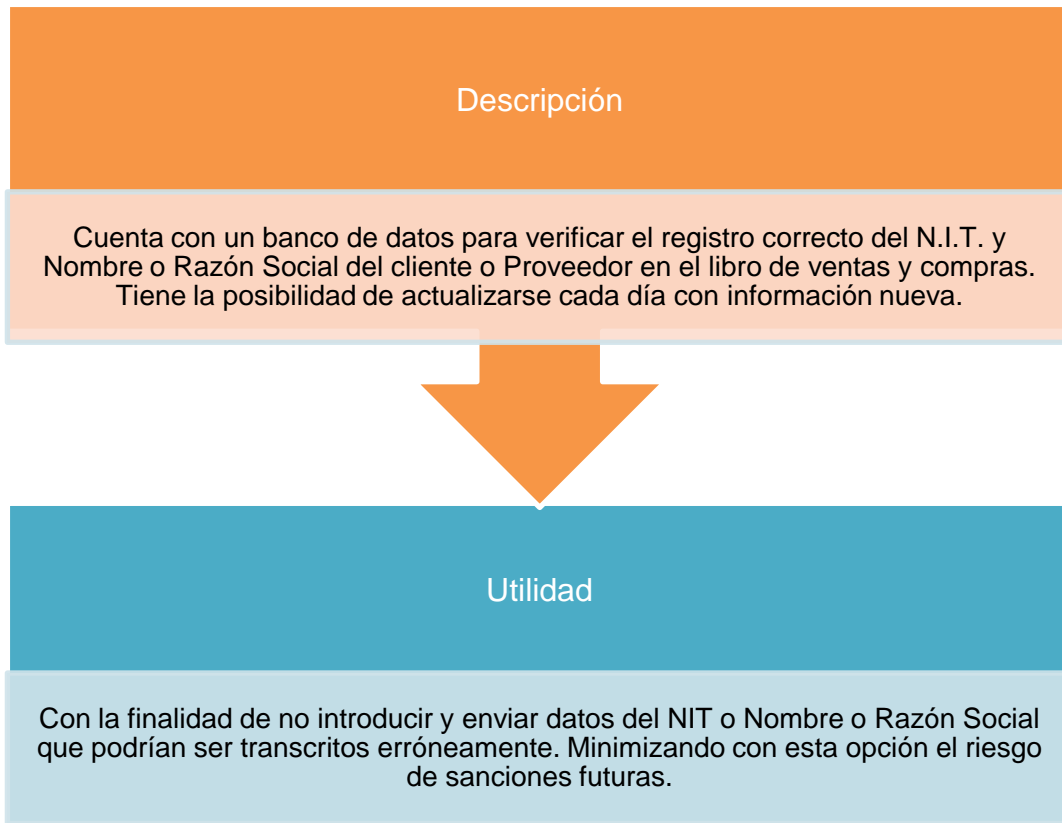 Descripción
Cuenta con un banco de datos para verificar el registro correcto del N.I.T. y
Nombre o Razón Social del cliente o Proveedor en el libro de ventas y compras.
Tiene la posibilidad de actualizarse cada día con información nueva.
Utilidad
Con la finalidad de no introducir y enviar datos del NIT o Nombre o Razón Social
que podrían ser transcritos erróneamente. Minimizando con esta opción el riesgo
de sanciones futuras.